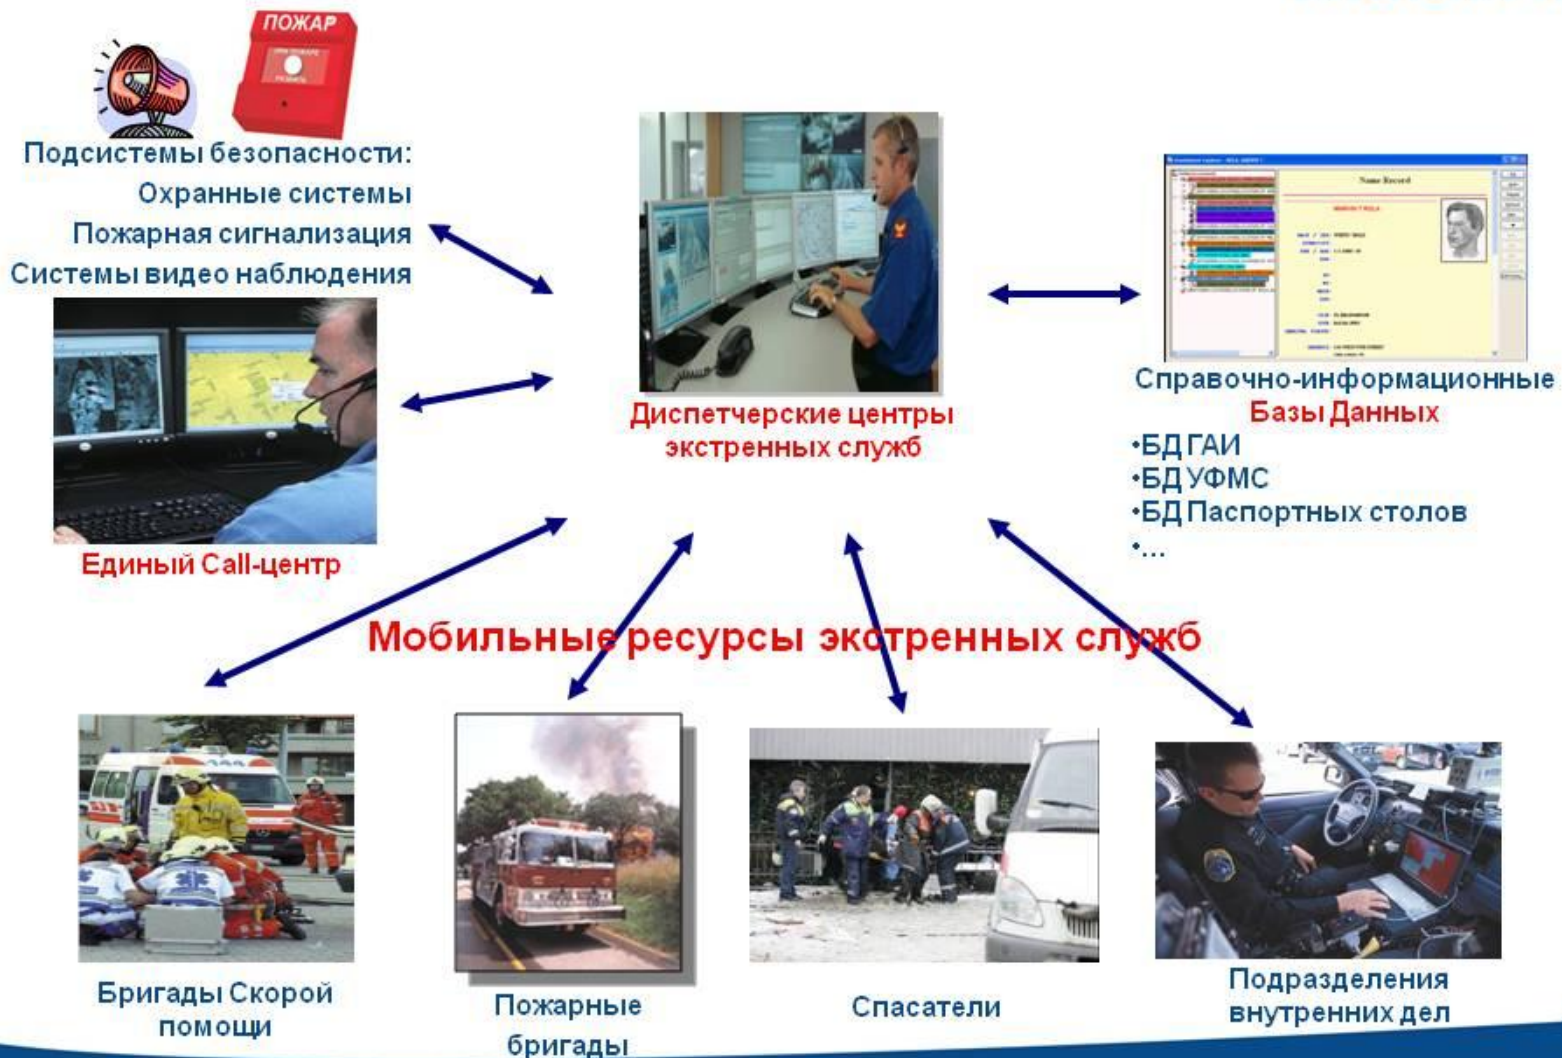 ПОЖАР
Подсистемы безопасности:
Охранные системы
Пожарная сигнализация
Системы видео наблюдения
Единый Call-центр
Диспетчерские центры
экстренных служб
Name Record
Справочно-информационные
Базы Данных
•БД ГАИ
•БД УФМС
•БД Паспортных столов
•...
Мобильные ресурсы экстренных служб
Бригады Скорой
помощи
Пожарные
бригады
Спасатели
Подразделения
внутренних дел